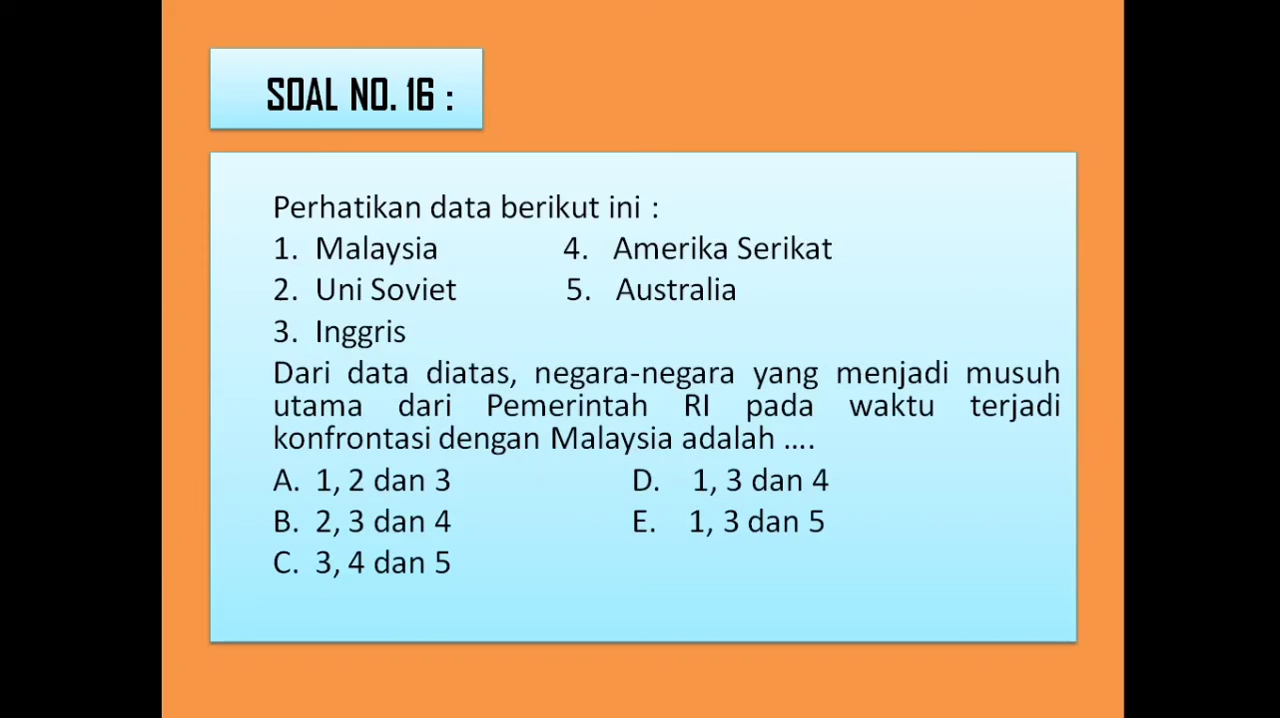 SOAL NO. 16 :
Perhatikan data berikut ini :
1. Malaysia 4. Amerika Serikat
2. Uni Soviet 5. Australia
3. Inggris
Dari data diatas, negara-negara yang menjadi musuh
utama dari Pemerintah RI pada waktu terjadi
konfrontasi dengan Malaysia adalah ....
A. 1, 2 dan 3 D. 1, 3 dan 4
B. 2, 3 dan 4 E. 1, 3 dan 5
C. 3, 4 dan 5